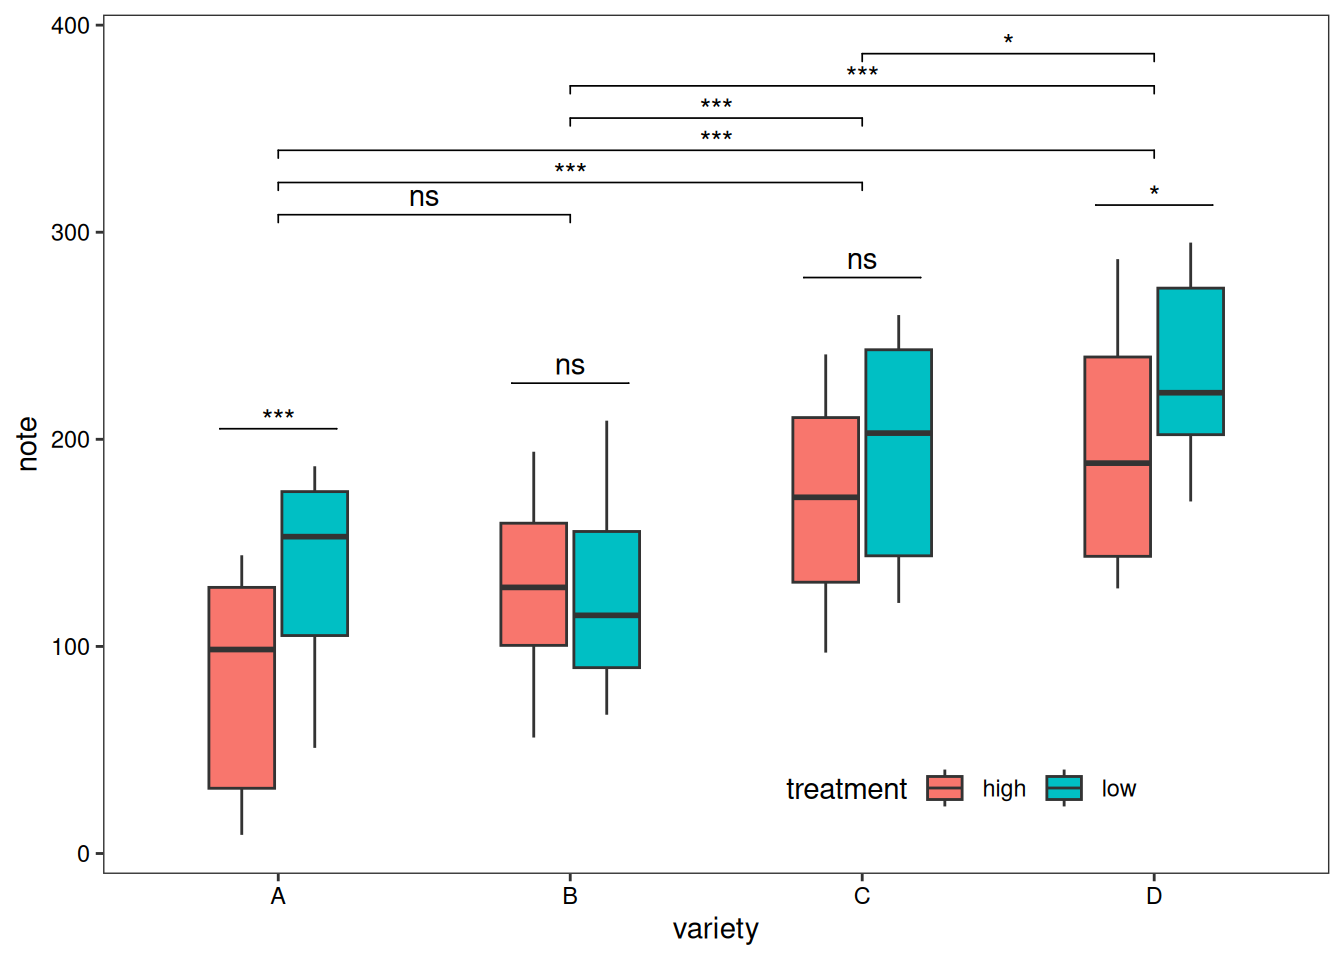 400
*
***
***
***
***
ns
*
300
ns
ns
***
200
note
100
treatment high low
0
A B C D
variety